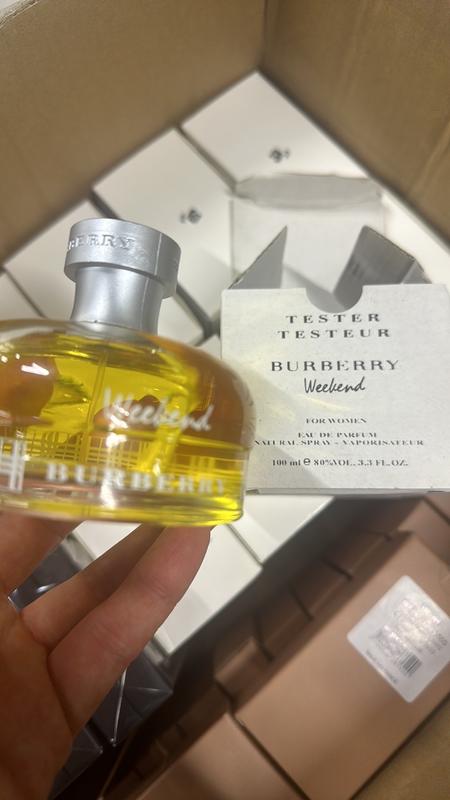 BERRY
Weekend
BURBERRY
TESTER
TESTEUR
BURBERRY
Weekend
FOR WOMEN
EAU DE PARFUM
NATURAL SPRAY - VAPORISATEUR
100 ml e 80%VOL. 3.3 FL.OZ.